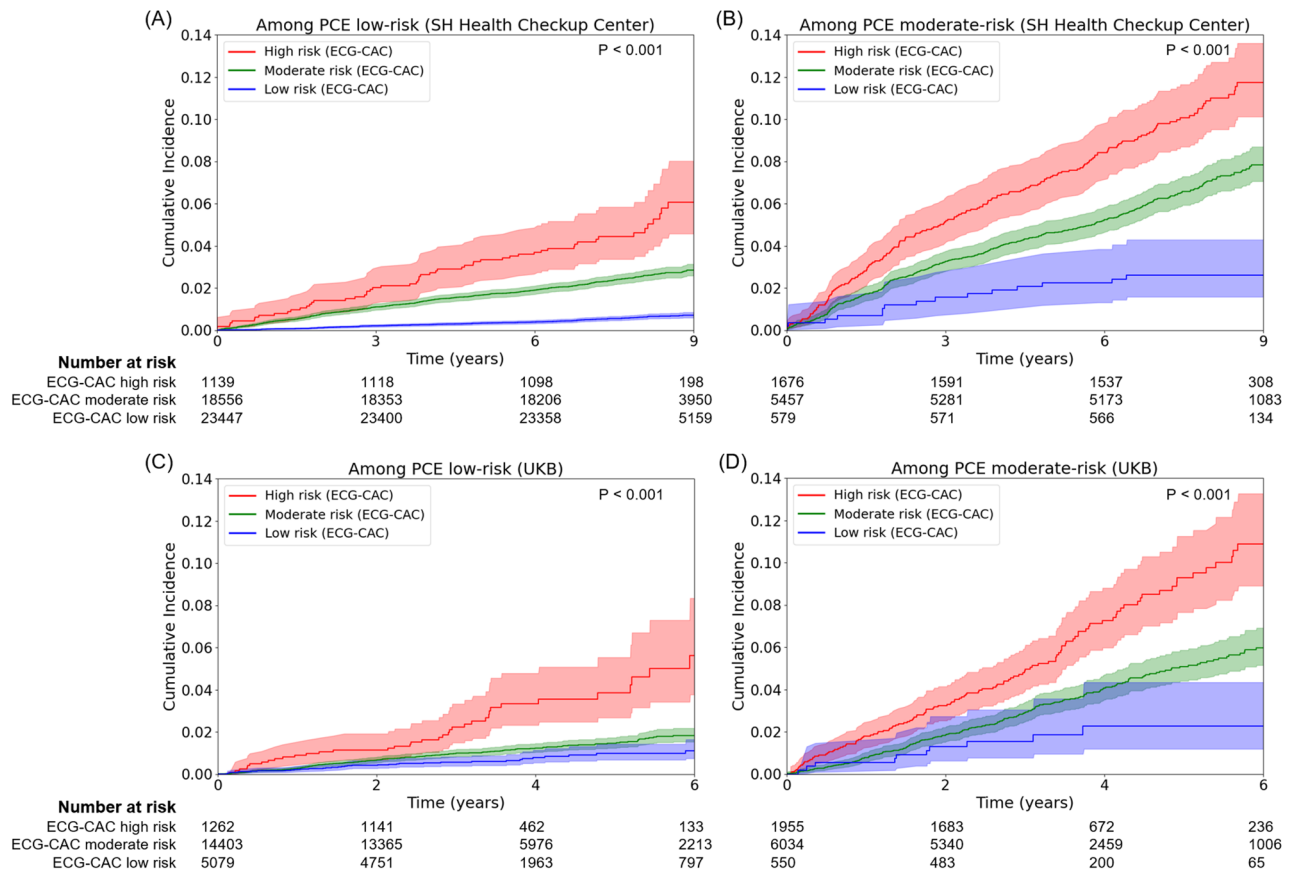 (A)
Among PCE low-risk (SH Health Checkup Center)
0.14
0.12
0.10
0.08
0.06
0.04
0.02
0.00
Cumulative Incidence
High risk (ECG-CAC)
Moderate risk (ECG-CAC)
Low risk (ECG-CAC)
P < 0.001
0 3 6 9
Time (years)
Number at risk
ECG-CAC high risk 1139 1118 1098 198
ECG-CAC moderate risk 18556 18353 18206 3950
ECG-CAC low risk 23447 23400 23358 5159
(B)
Among PCE moderate-risk (SH Health Checkup Center)
0.14
0.12
0.10
0.08
0.06
0.04
0.02
0.00
Cumulative Incidence
High risk (ECG-CAC)
Moderate risk (ECG-CAC)
Low risk (ECG-CAC)
P < 0.001
0 3 6 9
Time (years)
1676 1591 1537 308
5457 5281 5173 1083
579 571 566 134
(C)
Among PCE low-risk (UKB)
0.14
0.12
0.10
0.08
0.06
0.04
0.02
0.00
Cumulative Incidence
High risk (ECG-CAC)
Moderate risk (ECG-CAC)
Low risk (ECG-CAC)
P < 0.001
0 2 4 6
Time (years)
Number at risk
ECG-CAC high risk 1262 1141 462 133
ECG-CAC moderate risk 14403 13365 5976 2213
ECG-CAC low risk 5079 4751 1963 797
(D)
Among PCE moderate-risk (UKB)
0.14
0.12
0.10
0.08
0.06
0.04
0.02
0.00
Cumulative Incidence
High risk (ECG-CAC)
Moderate risk (ECG-CAC)
Low risk (ECG-CAC)
P < 0.001
0 2 4 6
Time (years)
1955 1683 672 236
6034 5340 2459 1006
550 483 200 65